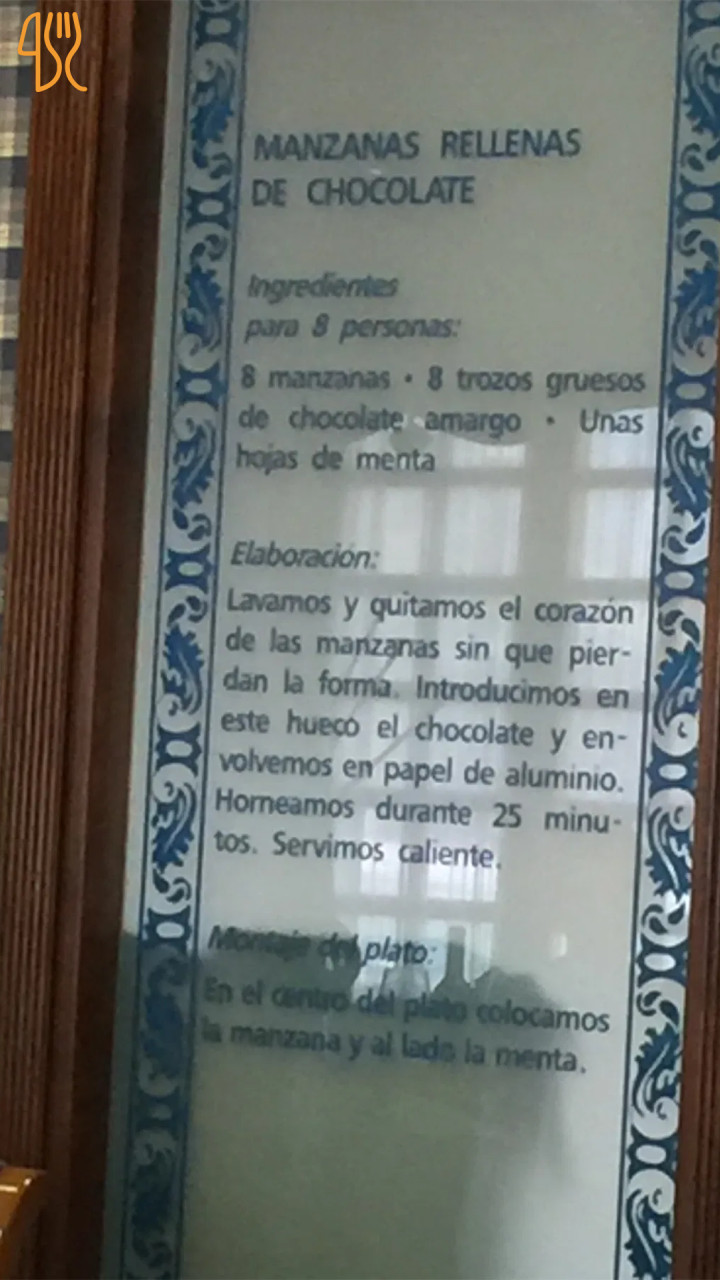 MANZANAS RELLENAS
DE CHOCOLATE
Ingredientes
para 8 personas:
8 manzanas • 8 trozos gruesos
de chocolate amargo • Unas
hojas de menta
Elaboración:
Lavamos y quitamos el corazón
de las manzanas sin que pier-
dan la forma. Introducimos en
este hueco el chocolate y en-
volvemos en papel de aluminio.
Horneamos durante 25 minu-
tos. Servimos caliente.
Montaje del plato:
En el centro del plato colocamos
la manzana y al lado la menta.